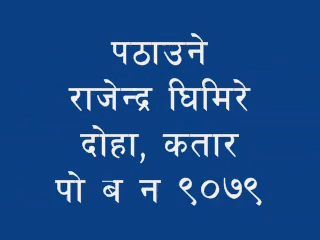 पठाउने
राजेन्द्र घिमिरे
दोहा, कतार
पो ब न ९०७९